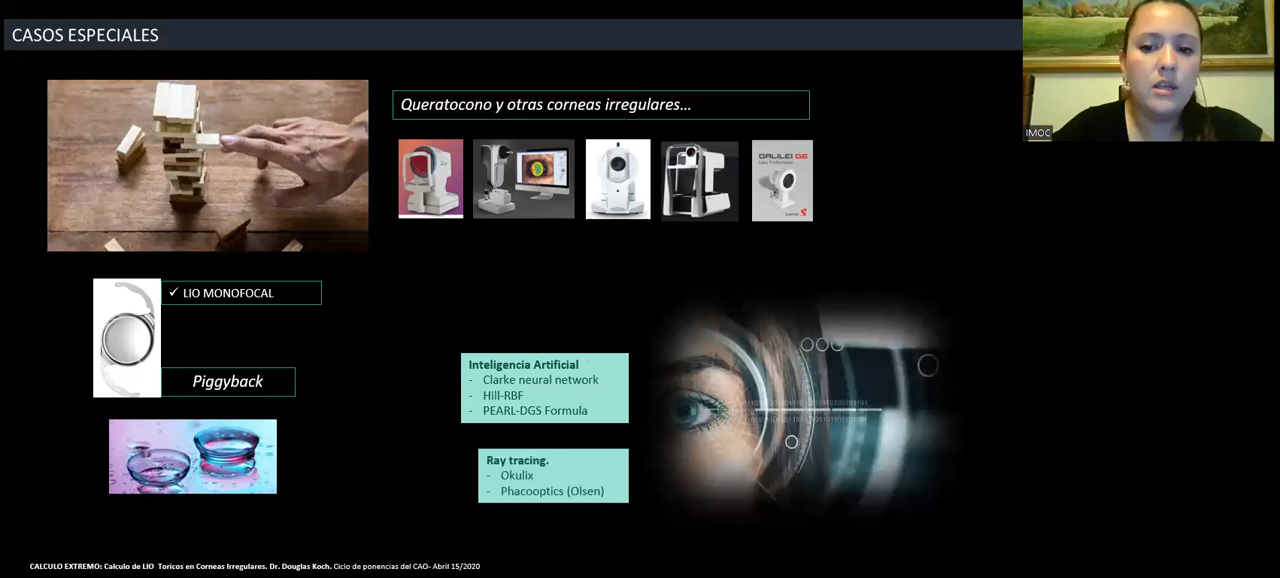 CASOS ESPECIALES
IMOC
Queratocono y otras corneas irregulares...
GALILEI G6
✓ LIO MONOFOCAL
Piggyback
Inteligencia Artificial
- Clarke neural network
- Hill-RBF
- PEARL-DGS Formula
Ray tracing.
- Okulix
- Phacooptics (Olsen)
CALCULO EXTREMO: Calculo de LIO Toricos en Corneas Irregulares. Dr. Douglas Koch. Ciclo de ponencias del CAO- Abril 15/2020